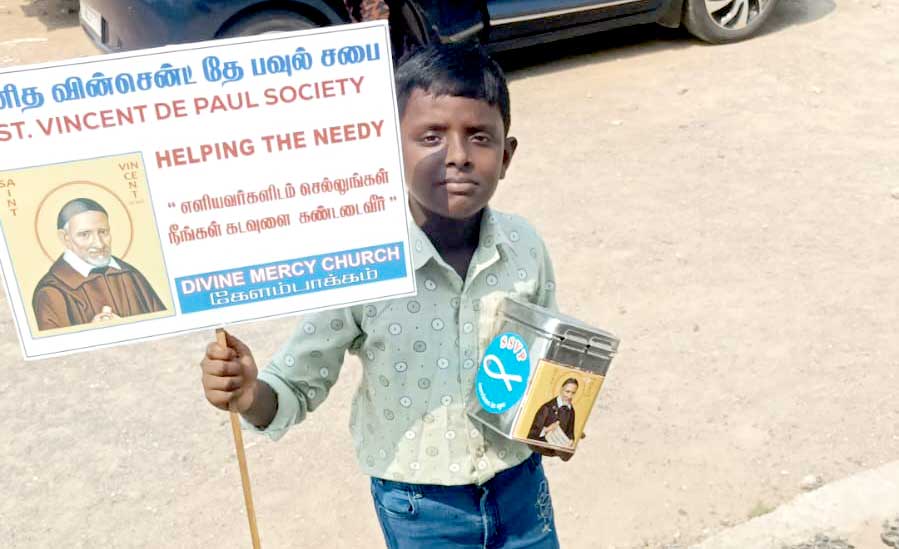 வின்சென்ட் தே பவுல் சபை
ST. VINCENT DE PAUL SOCIETY
HELPING THE NEEDY
SAINT
VINCENT
" எளியவர்களிடம் செல்லுங்கள்
நீங்கள் கடவுளை கண்டடைவீர் "
DIVINE MERCY CHURCH
கேளம்பாக்கம்
SSVP